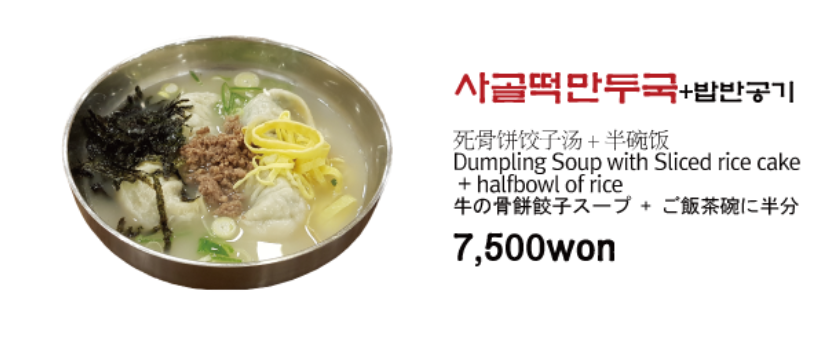 사골떡만두국+밥반공기
死骨饼饺子汤 + 半碗饭
Dumpling Soup with Sliced rice cake
+ halfbowl of rice
牛の骨餅餃子スープ + ご飯茶碗に半分
7,500won